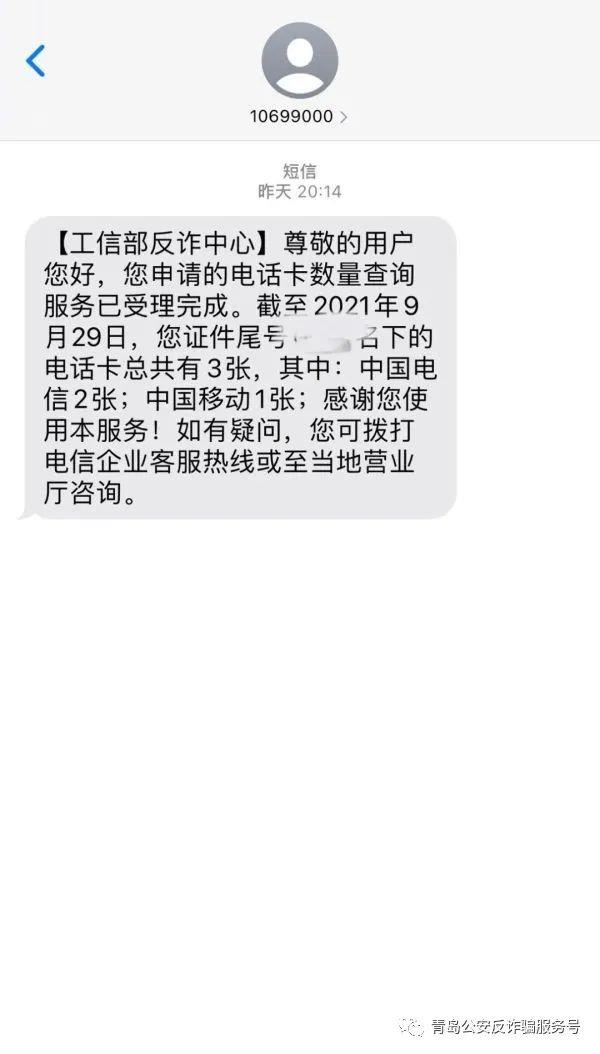 10699000
短信
昨天 20:14
【工信部反诈中心】尊敬的用户
您好，您申请的电话卡数量查询
服务已受理完成。截至2021年9
月29日，您证件尾号 名下的
电话卡总共有3张，其中：中国电
信2张；中国移动1张；感谢您使
用本服务！如有疑问，您可拨打
电信企业客服热线或至当地营业
厅咨询。
青岛公安反诈骗服务号